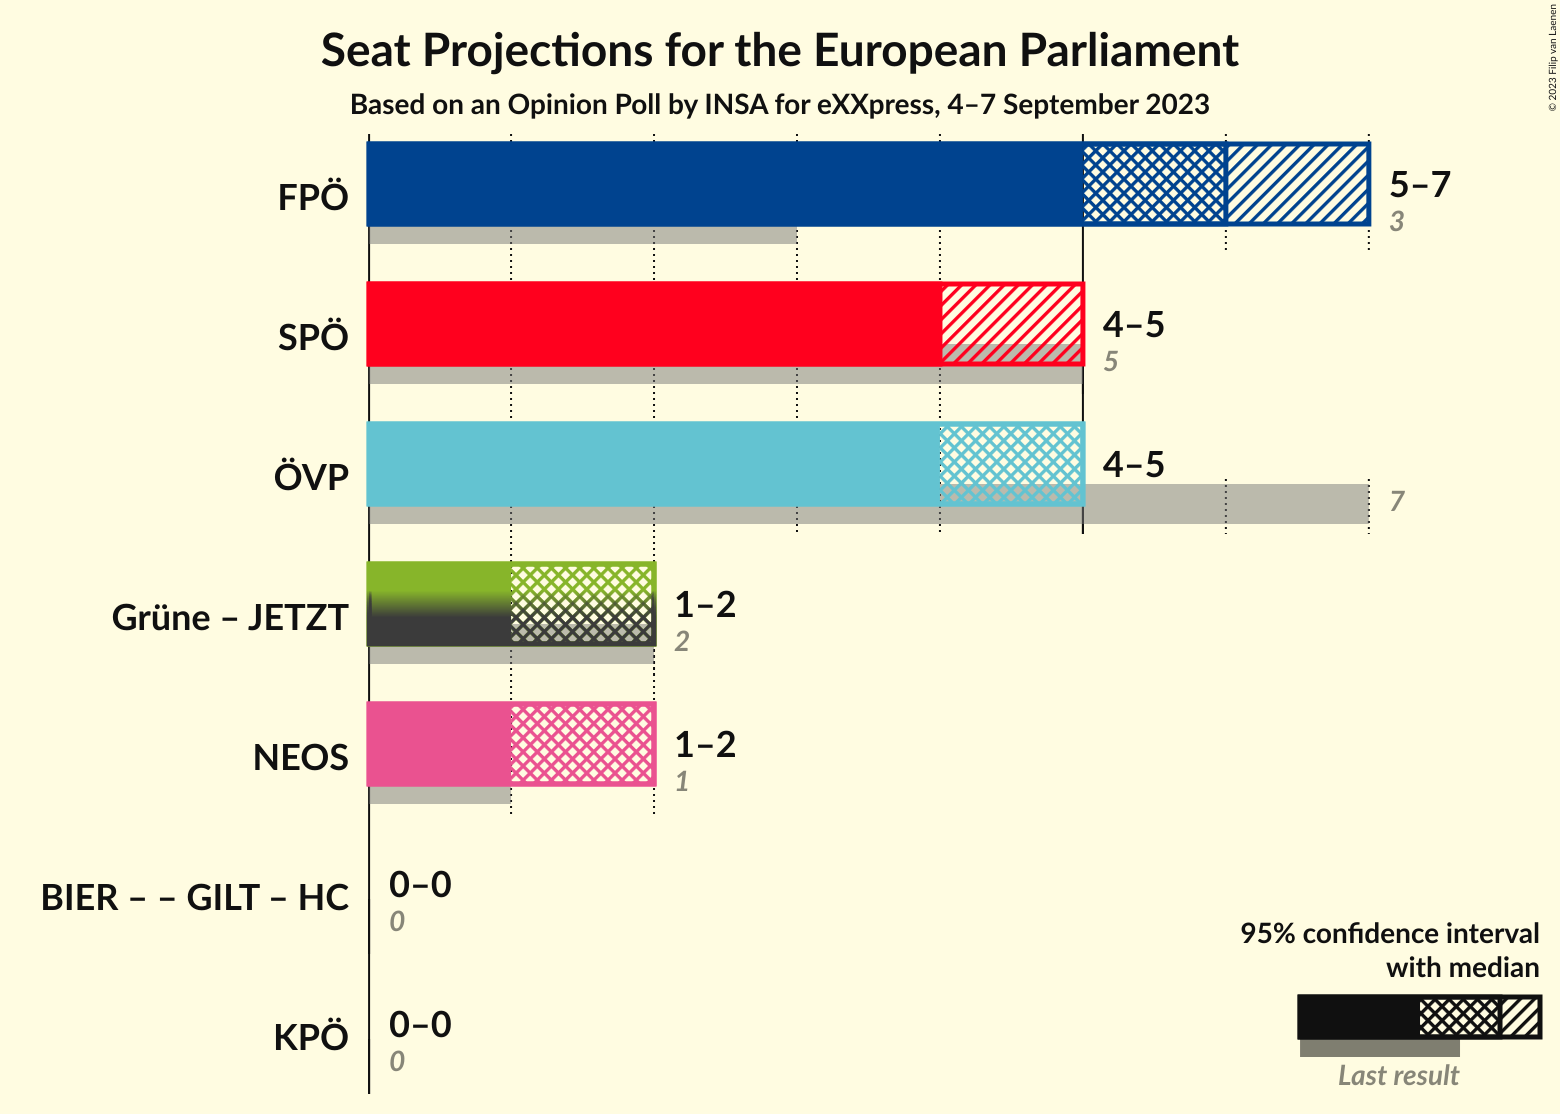 Seat Projections for the European Parliament
Based on an Opinion Poll by INSA for eXXpress, 4–7 September 2023
© 2023 Filip van Laenen
FPÖ
5–7
3
SPÖ
4–5
5
ÖVP
4–5
7
Grüne – JETZT
1–2
2
NEOS
1–2
1
BIER – – GILT – HC
0–0
0
KPÖ
0–0
0
95% confidence interval
with median
Last result